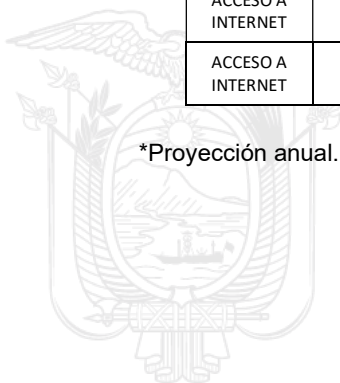 ACCESO A
INTERNET
ACCESO A
INTERNET
*Proyección anual.